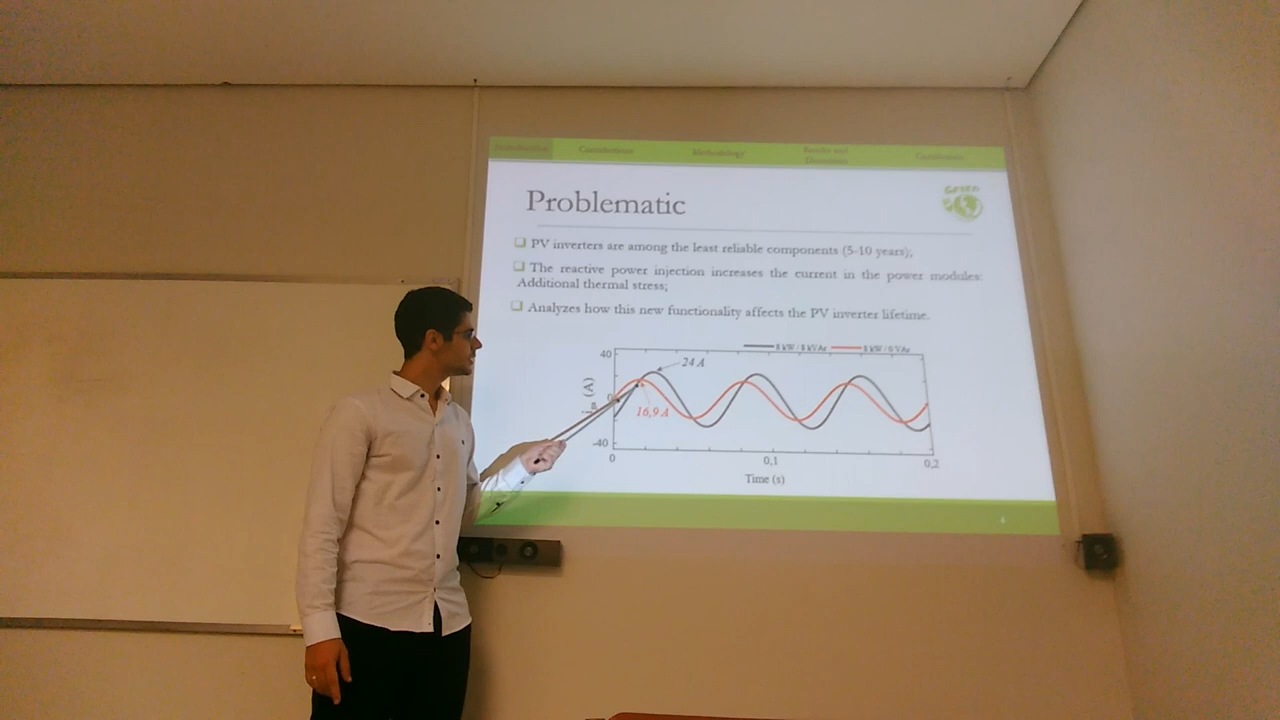 Introduction Contributions Methodology Results and Conclusions
Discussions
Problematic
GESEP
PV inverters are among the least reliable components (5-10 years);
The reactive power injection increases the current in the power modules:
Additional thermal stress;
Analyzes how this new functionality affects the PV inverter lifetime.
40
24 A
16,9 A
(A)
0
-40
0
0,1
0,2
Time (s)